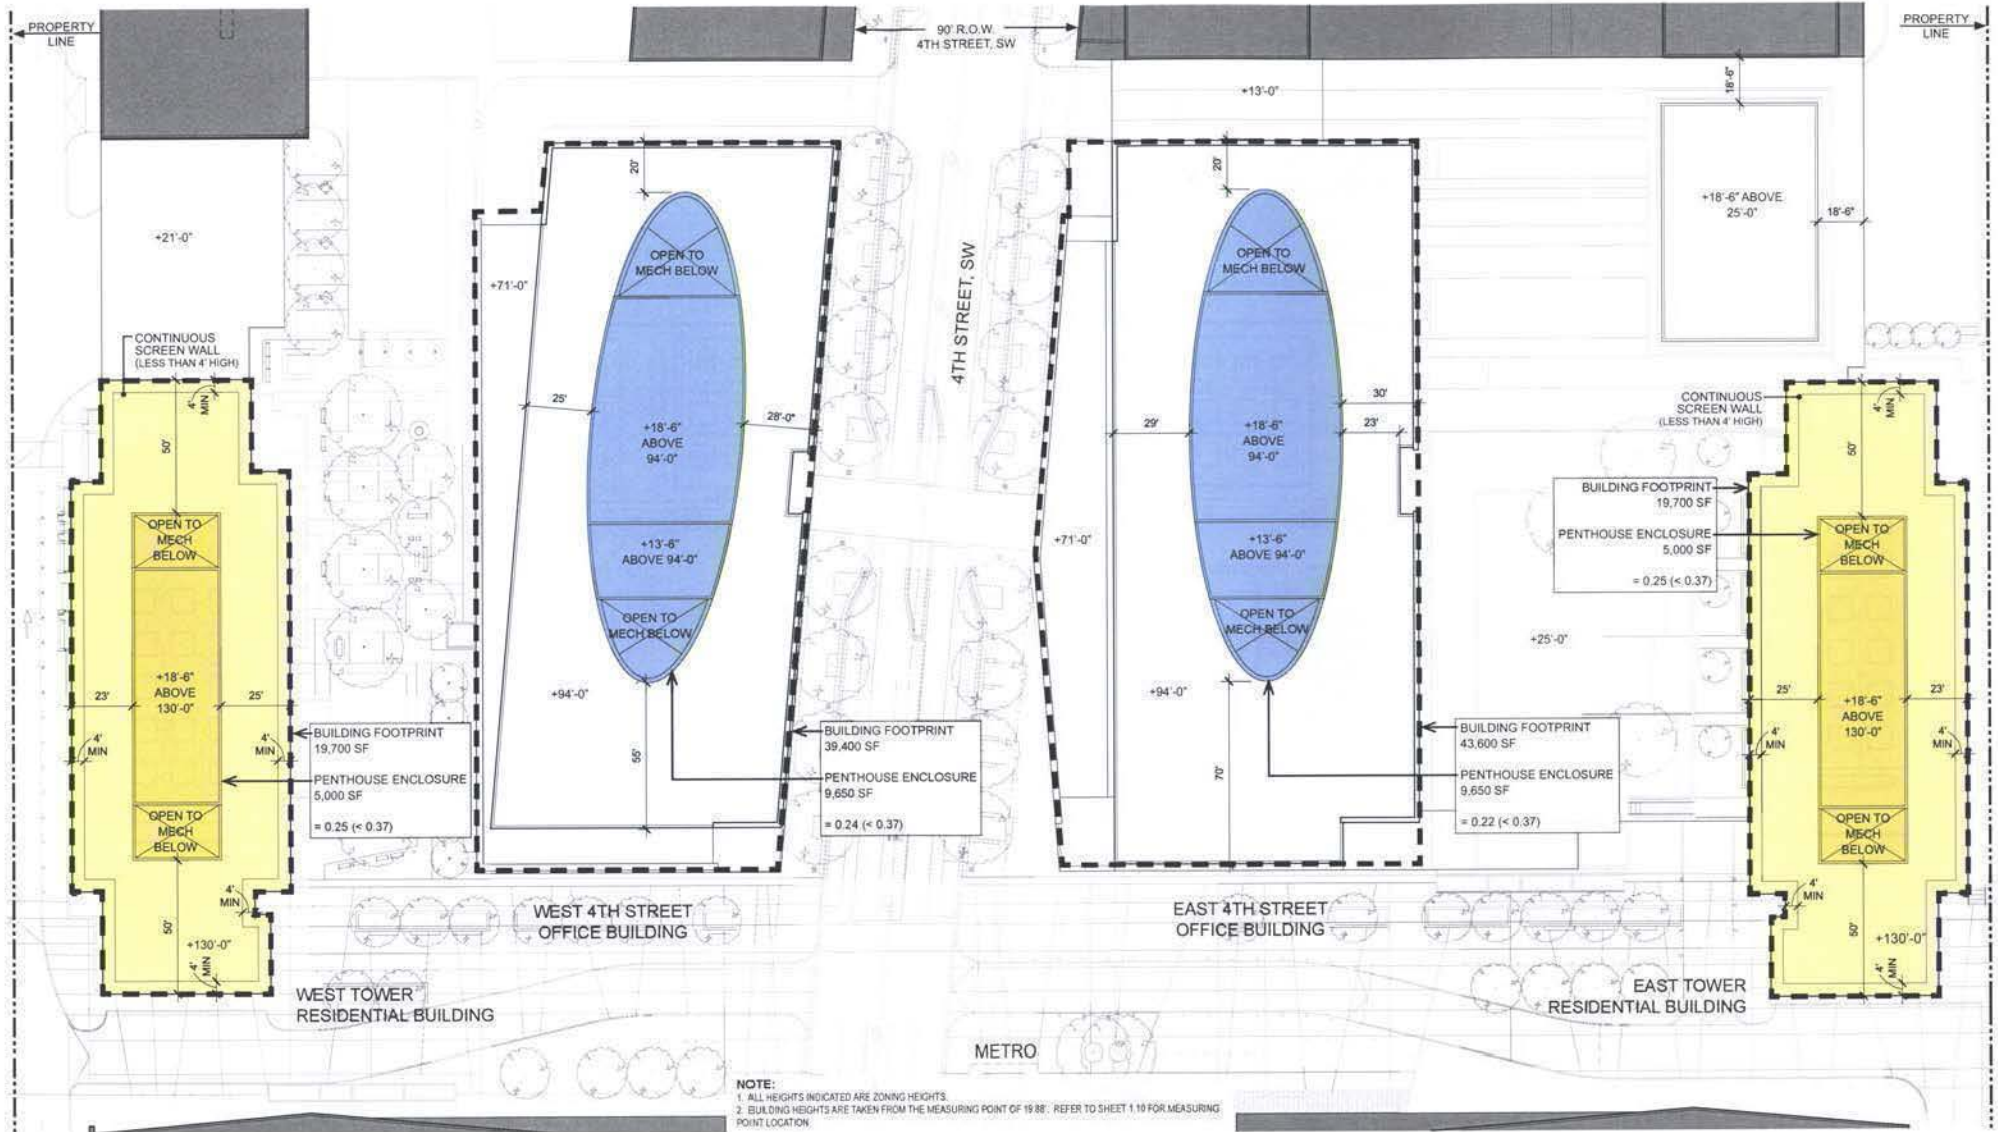 PROPERTY
LINE
90' R.O.W.
4TH STREET, SW
PROPERTY
LINE
+13'-0"
18'-6"
20'
20'
+18'-6" ABOVE
25'-0"
18'-6"
+21'-0"
+71'-0"
OPEN TO
MECH BELOW
4TH STREET, SW
OPEN TO
MECH BELOW
CONTINUOUS
SCREEN WALL
(LESS THAN 4' HIGH)
4'
MIN
50'
25'
28'-0"
+18'-6"
ABOVE
94'-0"
29'
+18'-6"
ABOVE
94'-0"
30'
23'
CONTINUOUS
SCREEN WALL
(LESS THAN 4' HIGH)
4'
MIN
50'
BUILDING FOOTPRINT
19,700 SF
PENTHOUSE ENCLOSURE
5,000 SF
= 0.25 (< 0.37)
OPEN TO
MECH
BELOW
+13'-6"
ABOVE 94'-0"
+71'-0"
+13'-6"
ABOVE 94'-0"
OPEN TO
MECH
BELOW
OPEN TO
MECH BELOW
OPEN TO
MECH BELOW
+25'-0"
23'
+18'-6"
ABOVE
130'-0"
25'
+94'-0"
+94'-0"
25'
+18'-6"
ABOVE
130'-0"
23'
4'
MIN
4'
MIN
BUILDING FOOTPRINT
19,700 SF
PENTHOUSE ENCLOSURE
5,000 SF
= 0.25 (< 0.37)
55'
BUILDING FOOTPRINT
39,400 SF
PENTHOUSE ENCLOSURE
9,650 SF
= 0.24 (< 0.37)
70'
BUILDING FOOTPRINT
43,600 SF
PENTHOUSE ENCLOSURE
9,650 SF
= 0.22 (< 0.37)
4'
MIN
4'
MIN
OPEN TO
MECH
BELOW
OPEN TO
MECH
BELOW
4'
MIN
50'
+130'-0"
4'
MIN
WEST 4TH STREET
OFFICE BUILDING
EAST 4TH STREET
OFFICE BUILDING
4'
MIN
50'
+130'-0"
4'
MIN
WEST TOWER
RESIDENTIAL BUILDING
EAST TOWER
RESIDENTIAL BUILDING
METRO
NOTE:
1. ALL HEIGHTS INDICATED ARE ZONING HEIGHTS.
2. BUILDING HEIGHTS ARE TAKEN FROM THE MEASURING POINT OF 19.88'. REFER TO SHEET 1.10 FOR MEASURING
POINT LOCATION